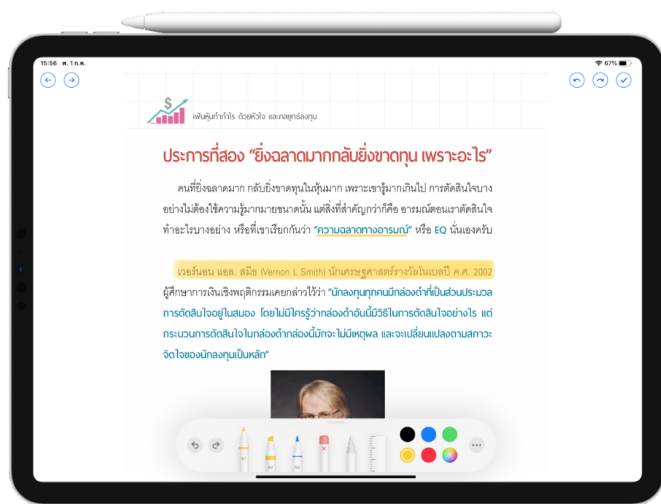 15:56 พ. 1 ก.ค.
67%
เฟ้นหุ้นทำกำไร ด้วยหัวใจ และกลยุทธ์ลงทุน
ประการที่สอง “ยิ่งฉลาดมากกลับยิ่งขาดทุน เพราะอะไร”
คนที่ยิ่งฉลาดมาก กลับยิ่งขาดทุนในหุ้นมาก เพราะเขารู้มากเกินไป การตัดสินใจบาง
อย่างไม่ต้องใช้ความรู้มากมายขนาดนั้น แต่สิ่งที่สำคัญกว่าก็คือ อารมณ์ตอนเราตัดสินใจ
ทำอะไรบางอย่าง หรือที่เขาเรียกกันว่า “ความฉลาดทางอารมณ์” หรือ EQ นั่นเองครับ
เวอร์นอน แอล. สมิธ (Vernon L Smith) นักเศรษฐศาสตร์รางวัลโนเบลปี ค.ศ. 2002
ผู้ศึกษาการเงินเชิงพฤติกรรมเคยกล่าวไว้ว่า “นักลงทุนทุกคนมีกล่องดำที่เป็นส่วนประมวล
การตัดสินใจอยู่ในสมอง โดยไม่มีใครรู้ว่ากล่องดำอันนี้มีวิธีในการตัดสินใจอย่างไร แต่
กระบวนการตัดสินใจในกล่องดำกล่องนี้มักจะไม่มีเหตุผล และจะเปลี่ยนแปลงตามสภาวะ
จิตใจของนักลงทุนเป็นหลัก”